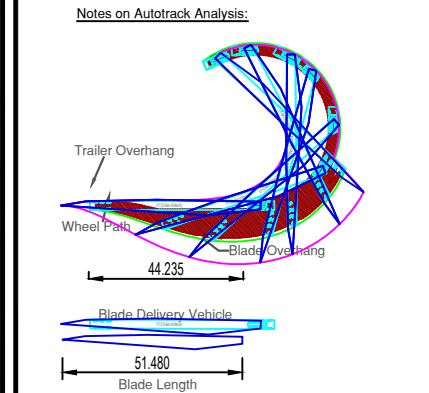 Notes on Autotrack Analysis:
Trailer Overhang
Wheel Path
Blade Overhang
44.235
Blade Delivery Vehicle
51.480
Blade Length